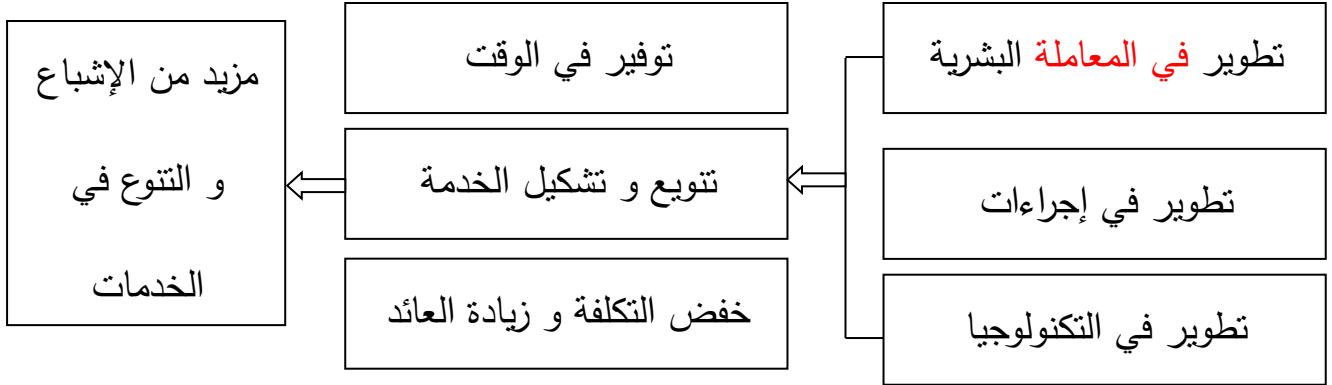 تطوير في المعاملة البشرية
تطوير في إجراءات
تطوير في التكنولوجيا
توفير في الوقت
تنويع و تشكيل الخدمة
خفض التكلفة و زيادة العائد
مزيد من الإشباع
و التنوع في
الخدمات